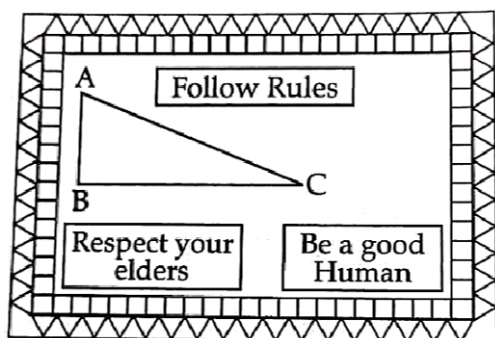 A
Follow Rules
B
C
Respect your
elders
Be a good
Human